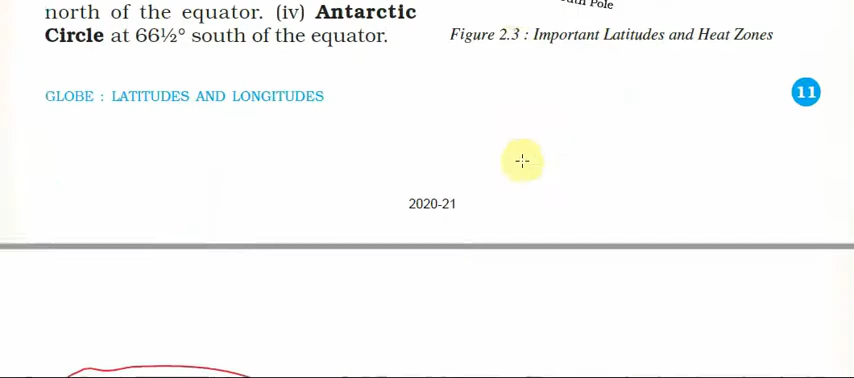 north of the equator. (iv) Antarctic
Circle at 66½° south of the equator.
Pole
Figure 2.3 : Important Latitudes and Heat Zones
GLOBE : LATITUDES AND LONGITUDES
11
2020-21